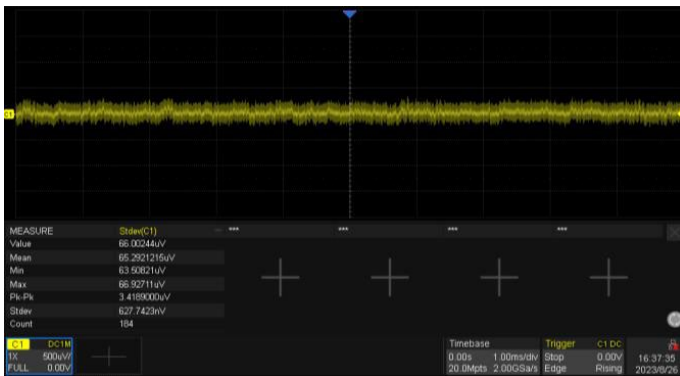 C1
MEASURE Stdev(C1) *** *** *** ***
Value 66.00244uV
Mean 65.2921215uV
Min 63.50821uV
Max 66.92711uV
Pk-Pk 3.4189000uV
Stdev 627.7423nV
Count 184
C1 DC1M Timebase Trigger C1 DC
1X 500uV/ 0.00s 1.00ms/div Stop 0.00V 16:37:35
FULL 0.00V 20.0Mpts 2.00GSa/s Edge Rising 2023/8/26